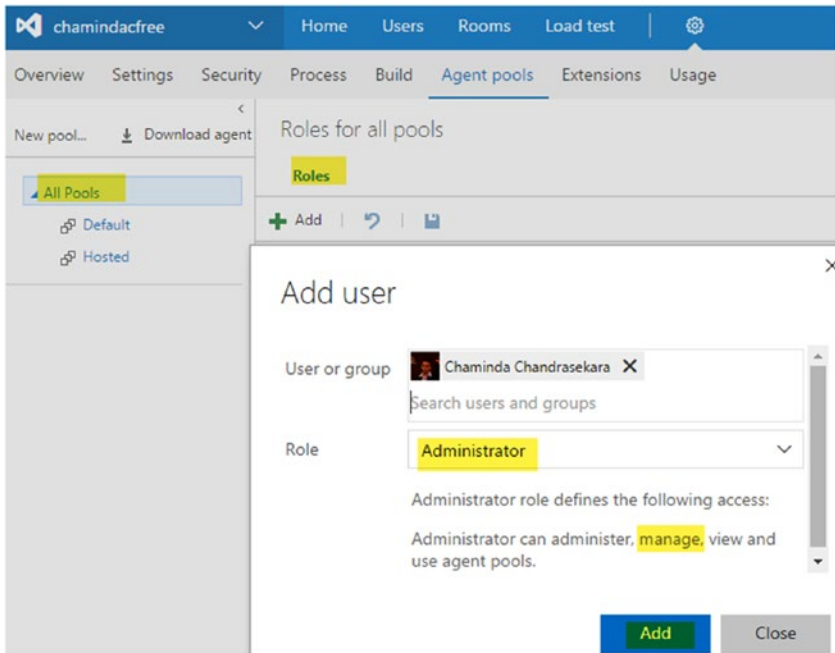 chamindacfree Home Users Rooms Load test
Overview Settings Security Process Build Agent pools Extensions Usage
New pool... Download agent
Roles for all pools
Roles
All Pools
Default
Hosted
Add
Add user
User or group Chaminda Chandrasekara
Search users and groups
Role Administrator
Administrator role defines the following access:
Administrator can administer, manage, view and
use agent pools.
Add Close